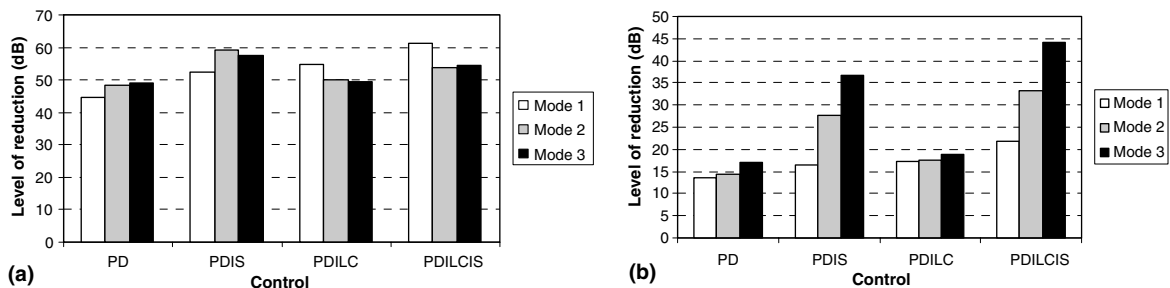 70
60
50
40
30
20
10
0
Level of reduction (dB)
PD PDIS PDILC PDILCIS
Control
Mode 1
Mode 2
Mode 3
(a)
50
45
40
35
30
25
20
15
10
5
0
Level of reduction (dB)
PD PDIS PDILC PDILCIS
Control
Mode 1
Mode 2
Mode 3
(b)